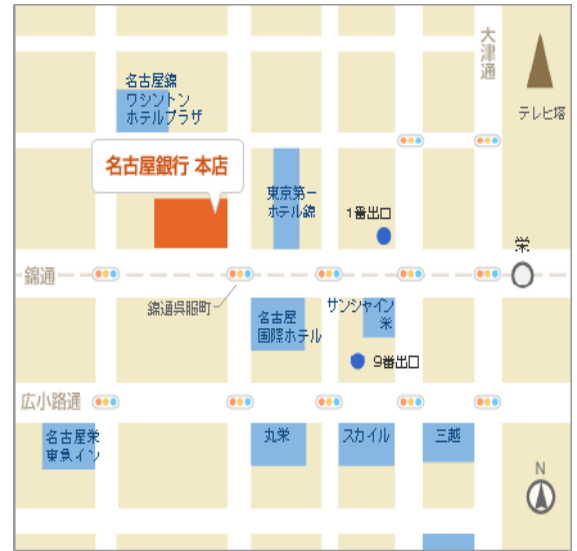 大津通
テレビ塔
名古屋錦
ワシントン
ホテルプラザ
名古屋銀行 本店
東京第一
ホテル錦
1番出口
栄
錦通
錦通呉服町
名古屋
国際ホテル
サンシャイン
栄
9番出口
広小路通
名古屋栄
東急イン
丸栄
スカイル
三越
N